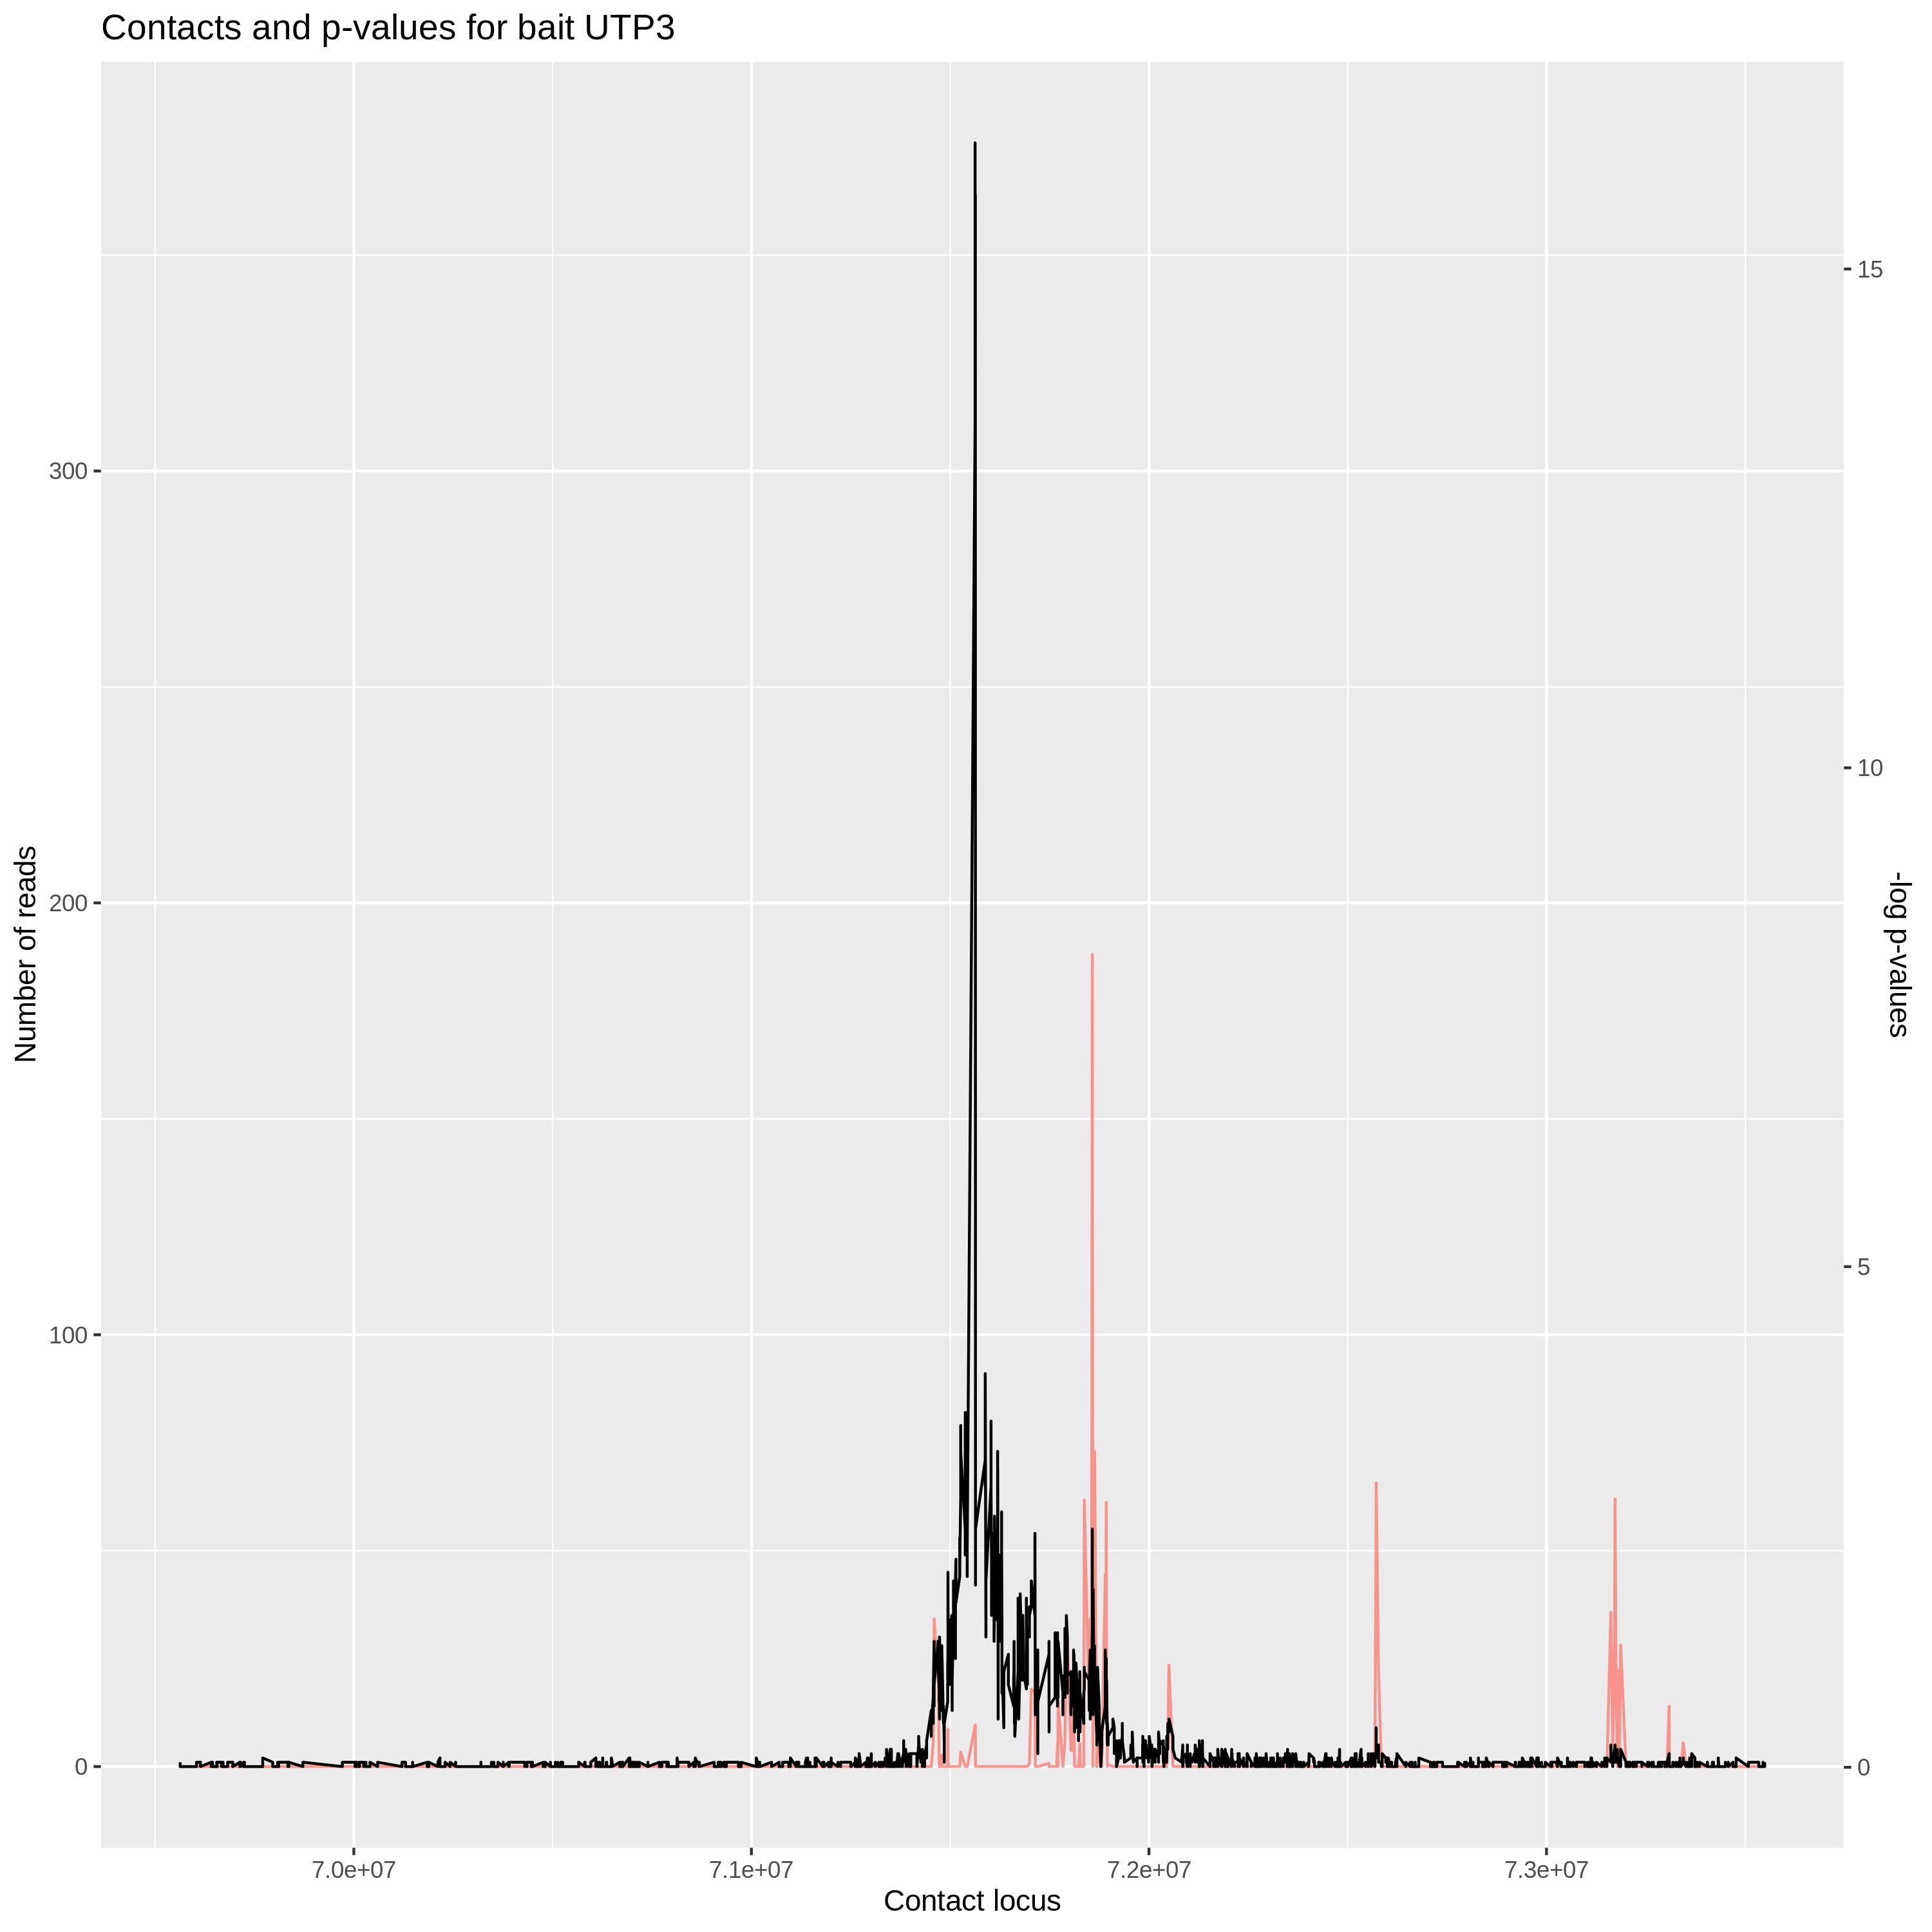 Contacts and p-values for bait UTP3
Number of reads
300
200
100
0
15
10
5
0
-log p-values
7.0e+07
7.1e+07
7.2e+07
7.3e+07
Contact locus